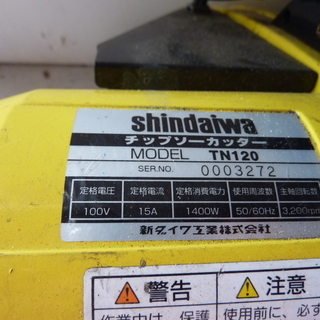 shindaiwa
チップソーカッター
MODEL TN120
SER.NO. 0003272
定格電圧 定格電流 定格消費電力 使用周波数 主軸回転数
100V 15A 1400W 50/60Hz 3,200rpm
新ダイワ工業株式会社
警告 注意
作業中は、保護 使用前に、必ず